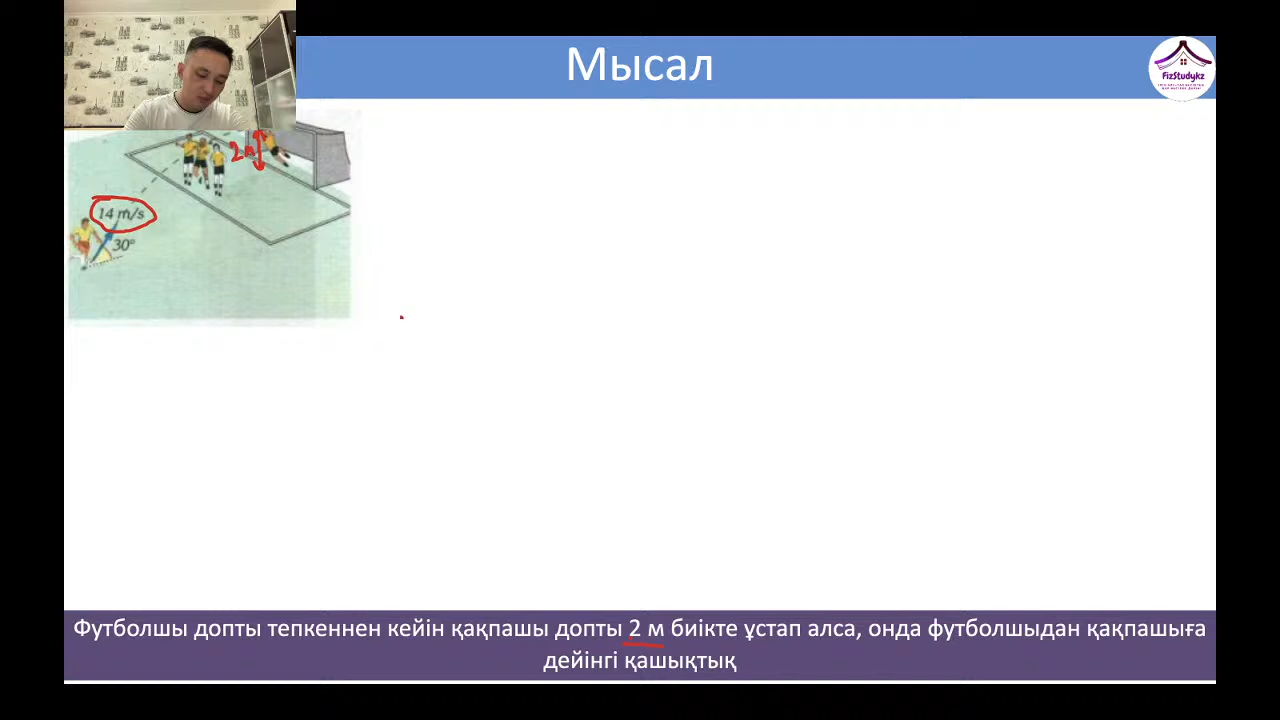 Мысал
FizStudykz
2 м
14 m/s
30°
Футболшы допты тепкеннен кейін қақпашы допты 2 м биікте ұстап алса, онда футболшыдан қақпашыға
дейінгі қашықтық